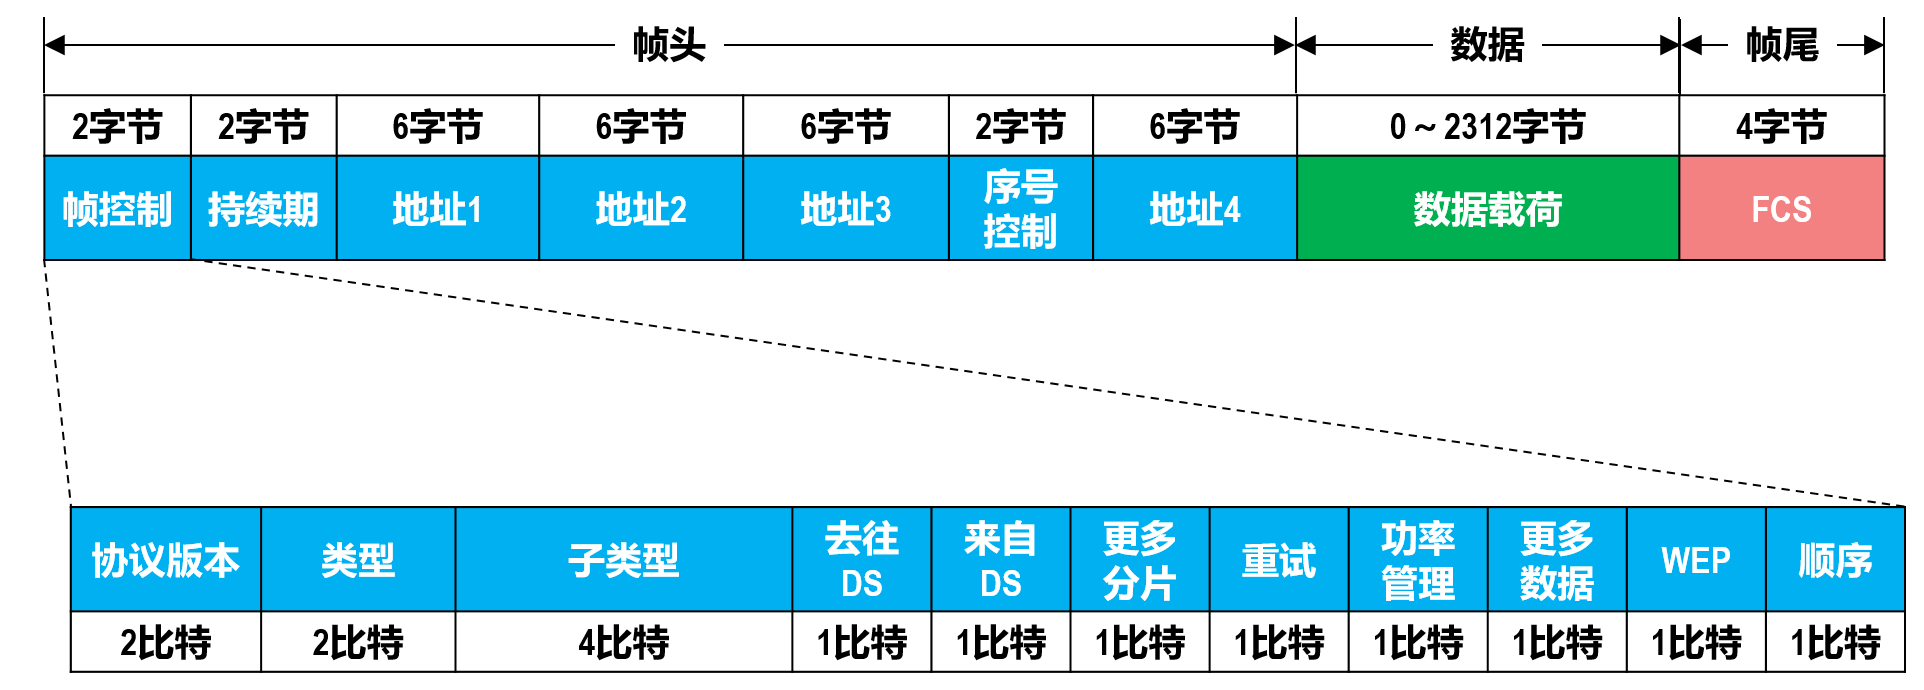 帧头 数据 帧尾
2字节 2字节 6字节 6字节 6字节 2字节 6字节 0 ~ 2312字节 4字节
帧控制 持续期 地址1 地址2 地址3 序号控制 地址4 数据载荷 FCS
协议版本 类型 子类型 去往DS 来自DS 更多分片 重试 功率管理 更多数据 WEP 顺序
2比特 2比特 4比特 1比特 1比特 1比特 1比特 1比特 1比特 1比特 1比特